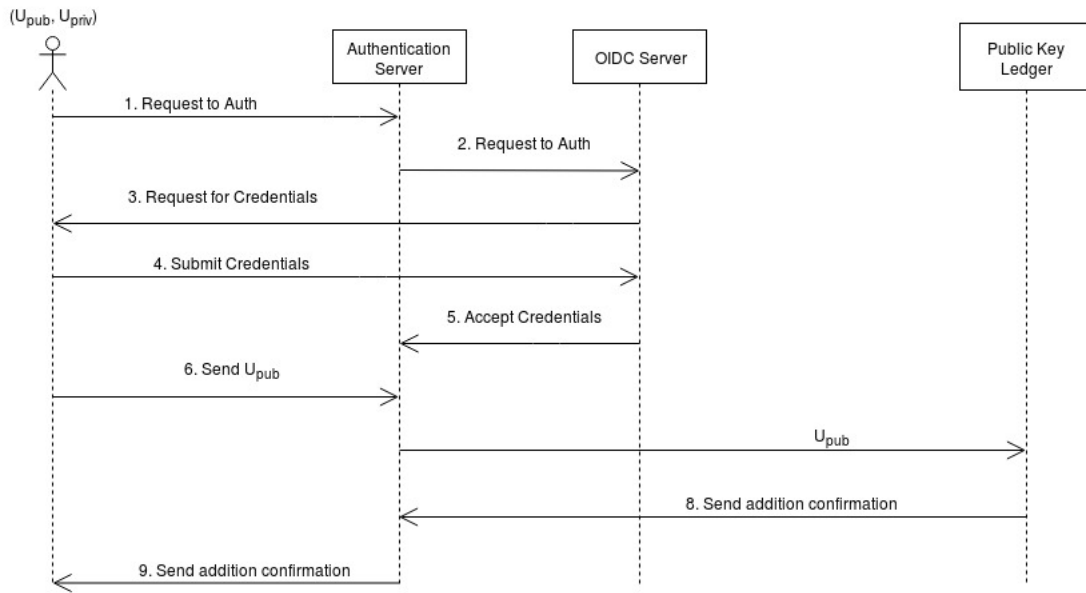 (Upub, Upriv)
Authentication
Server
OIDC Server
Public Key
Ledger
1. Request to Auth
2. Request to Auth
3. Request for Credentials
4. Submit Credentials
5. Accept Credentials
6. Send Upub
Upub
8. Send addition confirmation
9. Send addition confirmation